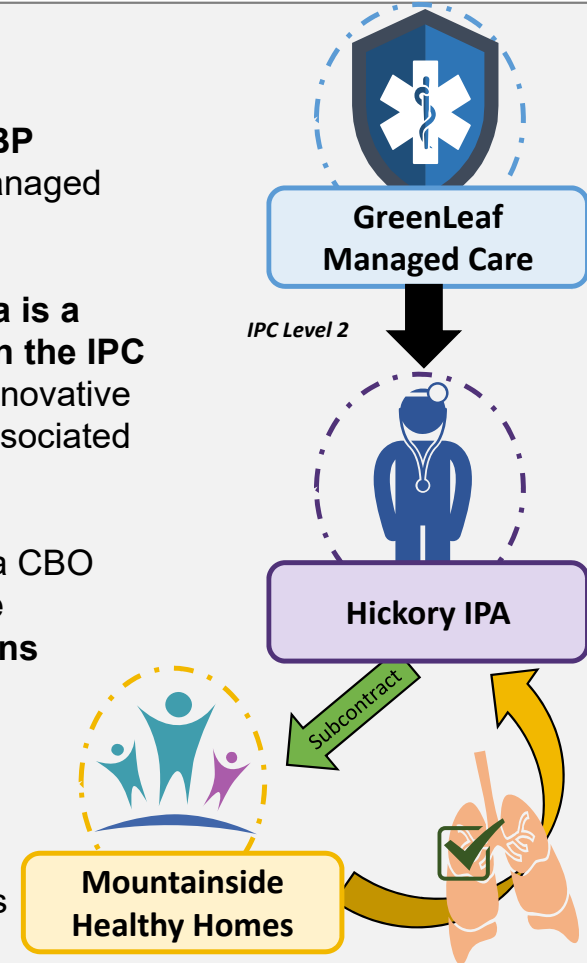 BP
anaged
GreenLeaf
Managed Care
a is a
n the IPC
novative
ssociated
IPC Level 2
a CBO
e
ns
Hickory IPA
Subcontract
Mountainside
Healthy Homes
s